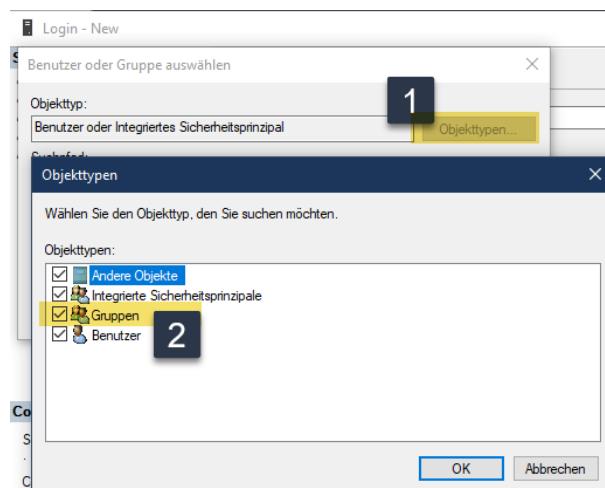 Login - New
Benutzer oder Gruppe auswählen
Objekttyp:
1
Benutzer oder Integriertes Sicherheitsprinzipal
Objekttypen...
Objekttypen
Wählen Sie den Objekttyp, den Sie suchen möchten.
Objekttypen:
Andere Objekte
Integrierte Sicherheitsprinzipale
Gruppen
Benutzer
2
Co
S
C
OK
Abbrechen